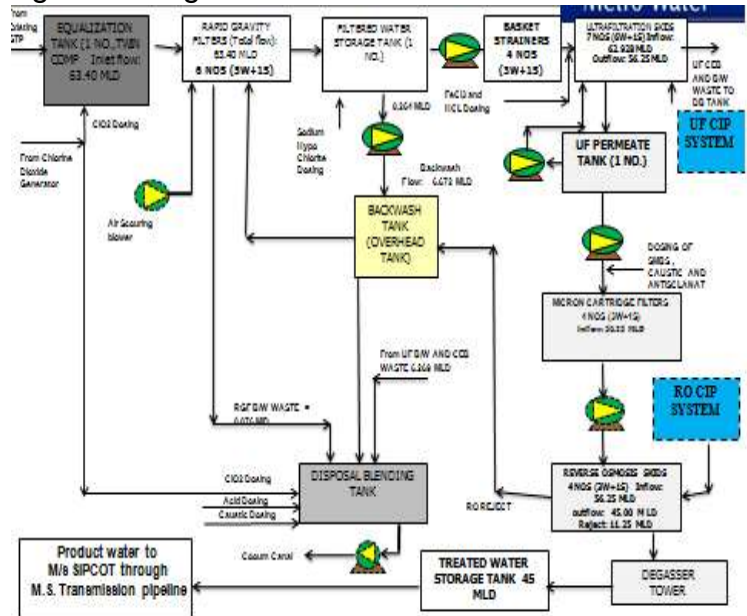 Metro Water
From
Existing
STP
EQUALIZATION
TANK (1 NO.,TWIN
COMP Inlet flow:
63.40 MLD
RAPID GRAVITY
FILTERS (Total flow:
63.40 MLD
6 NOS (5W+1S)
FILTERED WATER
STORAGE TANK (1
NO.)
BASKET
STRAINERS
4 NOS
(3W+1S)
ULTRAFILTRATION SKIDS
7 NOS (6W+1S) Inflow:
62.928 MLD
Outflow: 56.25 MLD
FeCl3 and
HCL Dosing
UF CEB
AND B/W
WASTE TO
DB TANK
UF CIP
SYSTEM
ClO2 Dosing
From Chlorine
Dioxide
Generator
Air Scouring
blower
Sodium
Hypo
Chlorite
Dosing
Backwash
Flow:
BACKWASH
TANK
(OVERHEAD
TANK)
UF PERMEATE
TANK (1 NO.)
DOSING OF
SMBS,
CAUSTIC AND
ANTISCLANAT
MICRON CARTRIDGE FILTERS
4 NOS (3W+1S)
From UF B/W AND CEB
WASTE
RGF B/W WASTE =
RO CIP
SYSTEM
ClO2 Dosing
Acid Dosing
Caustic Dosing
DISPOSAL BLENDING
TANK
RO REJECT
REVERSE OSMOSIS SKIDS
4 NOS (3W+1S) Inflow:
56.25 MLD
outflow: 45.00 MLD
Reject: 11.25 MLD
Cooum Canal
Product water to
M/s SIPCOT through
M.S. Transmission pipeline
TREATED WATER
STORAGE TANK 45
MLD
DEGASSER
TOWER